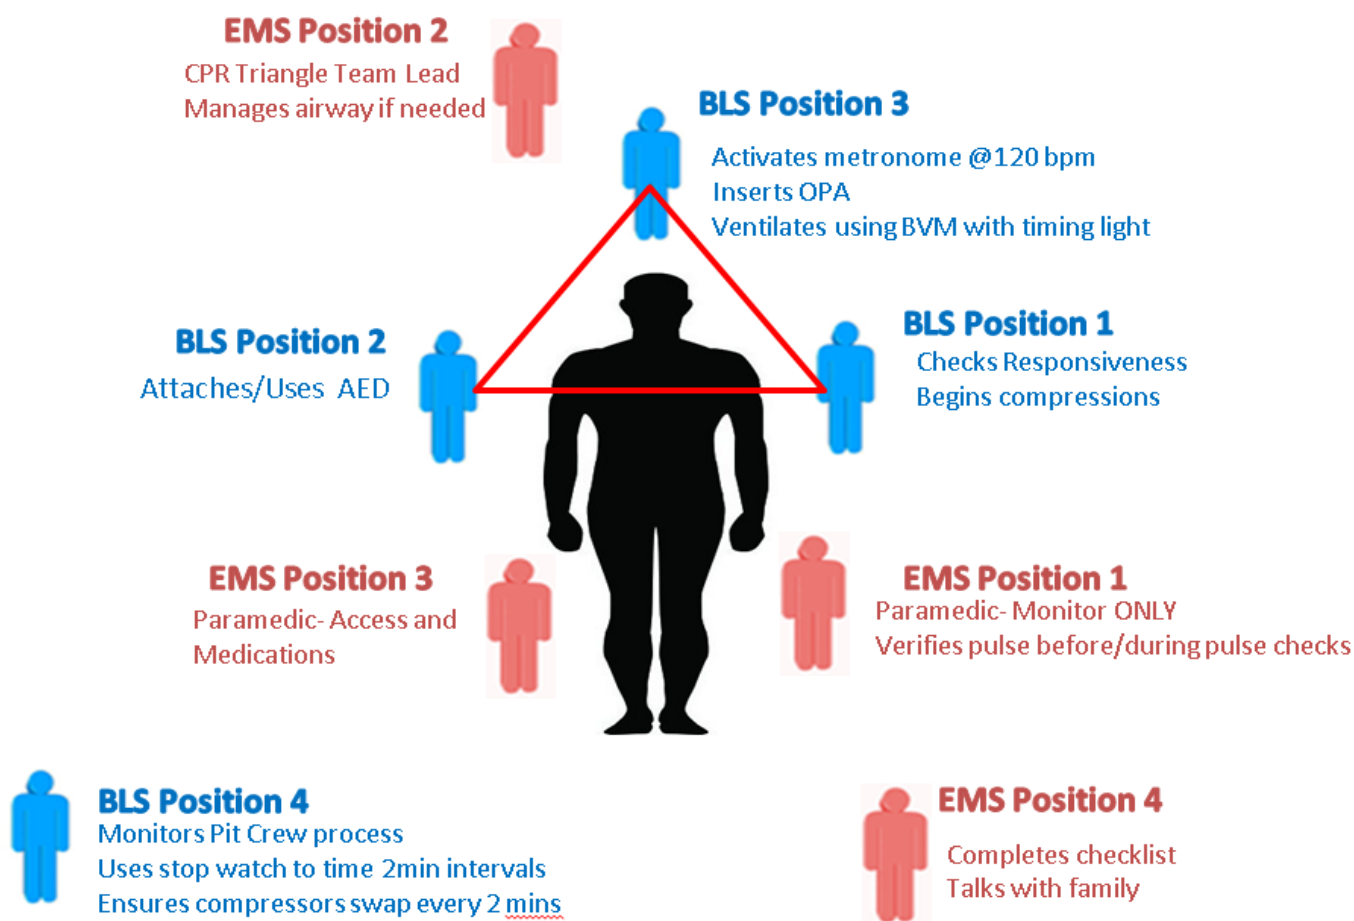 EMS Position 2
CPR Triangle Team Lead
Manages airway if needed
BLS Position 3
Activates metronome @120 bpm
Inserts OPA
Ventilates using BVM with timing light
BLS Position 2
Attaches/Uses AED
BLS Position 1
Checks Responsiveness
Begins compressions
EMS Position 3
Paramedic- Access and
Medications
EMS Position 1
Paramedic- Monitor ONLY
Verifies pulse before/during pulse checks
BLS Position 4
Monitors Pit Crew process
Uses stop watch to time 2min intervals
Ensures compressors swap every 2 mins
EMS Position 4
Completes checklist
Talks with family